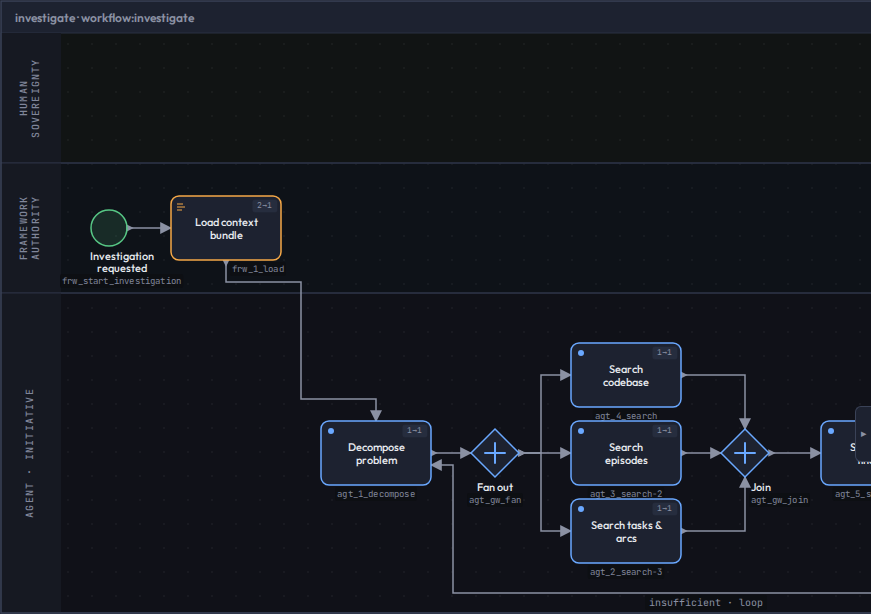 investigate · workflow:investigate
HUMAN
SOVEREIGNTY
FRAMEWORK
AUTHORITY
2→1
Load context
bundle
Investigation
requested
frw_1_load
frw_start_investigation
AGENT · INITIATIVE
1→1
Search
codebase
agt_4_search
1→1
Decompose
problem
agt_1_decompose
Fan out
agt_gw_fan
1→1
Search
episodes
agt_3_search-2
Join
agt_gw_join
agt_5_s
1→1
Search tasks &
arcs
agt_2_search-3
insufficient · loop